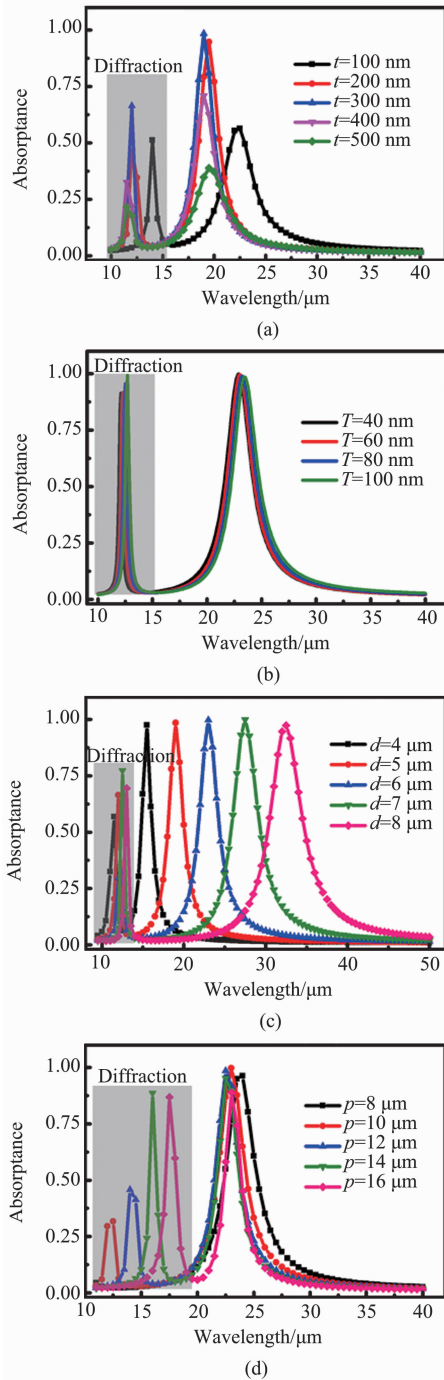 1.00
0.75
0.50
0.25
0.00
Absorptance
Diffraction
t=100 nm
t=200 nm
t=300 nm
t=400 nm
t=500 nm
10 15 20 25 30 35 40
Wavelength/μm
(a)
1.00
0.75
0.50
0.25
0.00
Absorptance
Diffraction
T=40 nm
T=60 nm
T=80 nm
T=100 nm
10 15 20 25 30 35 40
Wavelength/μm
(b)
1.00
0.75
0.50
0.25
0.00
Absorptance
Diffraction
d=4 μm
d=5 μm
d=6 μm
d=7 μm
d=8 μm
10 20 30 40 50
Wavelength/μm
(c)
1.00
0.75
0.50
0.25
0.00
Absorptance
Diffraction
p=8 μm
p=10 μm
p=12 μm
p=14 μm
p=16 μm
15 20 25 30 35 40
Wavelength/μm
(d)